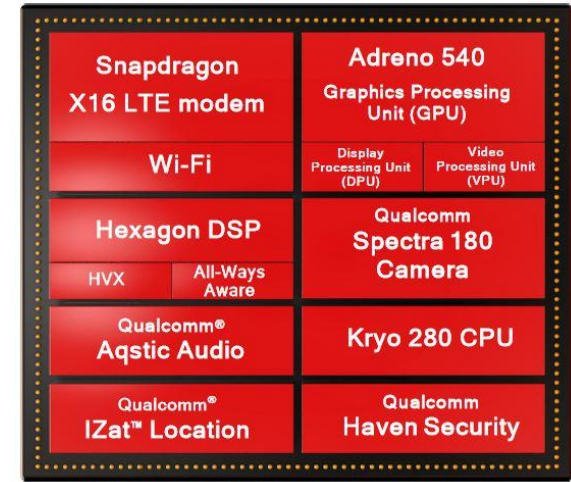 Snapdragon
X16 LTE modem
Wi-Fi
Adreno 540
Graphics Processing
Unit (GPU)
Display
Processing Unit
(DPU)
Video
Processing Unit
(VPU)
Hexagon DSP
HVX
All-Ways
Aware
Qualcomm
Spectra 180
Camera
Qualcomm®
Aqstic Audio
Kryo 280 CPU
Qualcomm®
IZat™ Location
Qualcomm
Haven Security